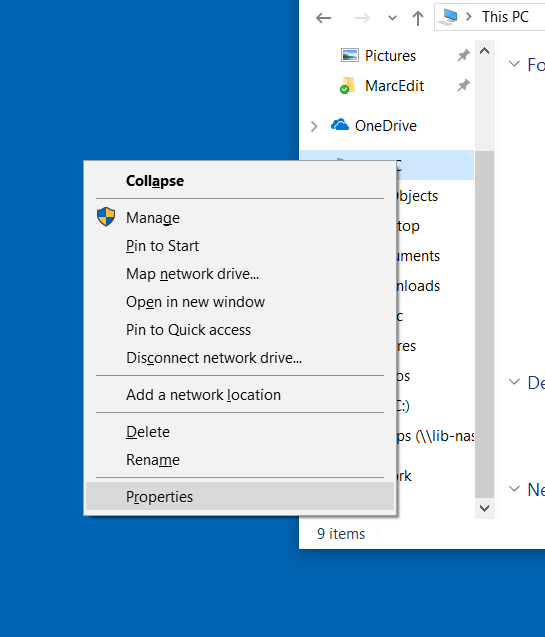 This PC
Pictures
MarcEdit
OneDrive
Collapse
Manage
Pin to Start
Map network drive...
Open in new window
Pin to Quick access
Disconnect network drive...
Add a network location
Delete
Rename
Properties
C
Objects
top
uments
nloads
c
res
os
C:)
ps (\\lib-nas
rk
Fo
De
Ne
9 items